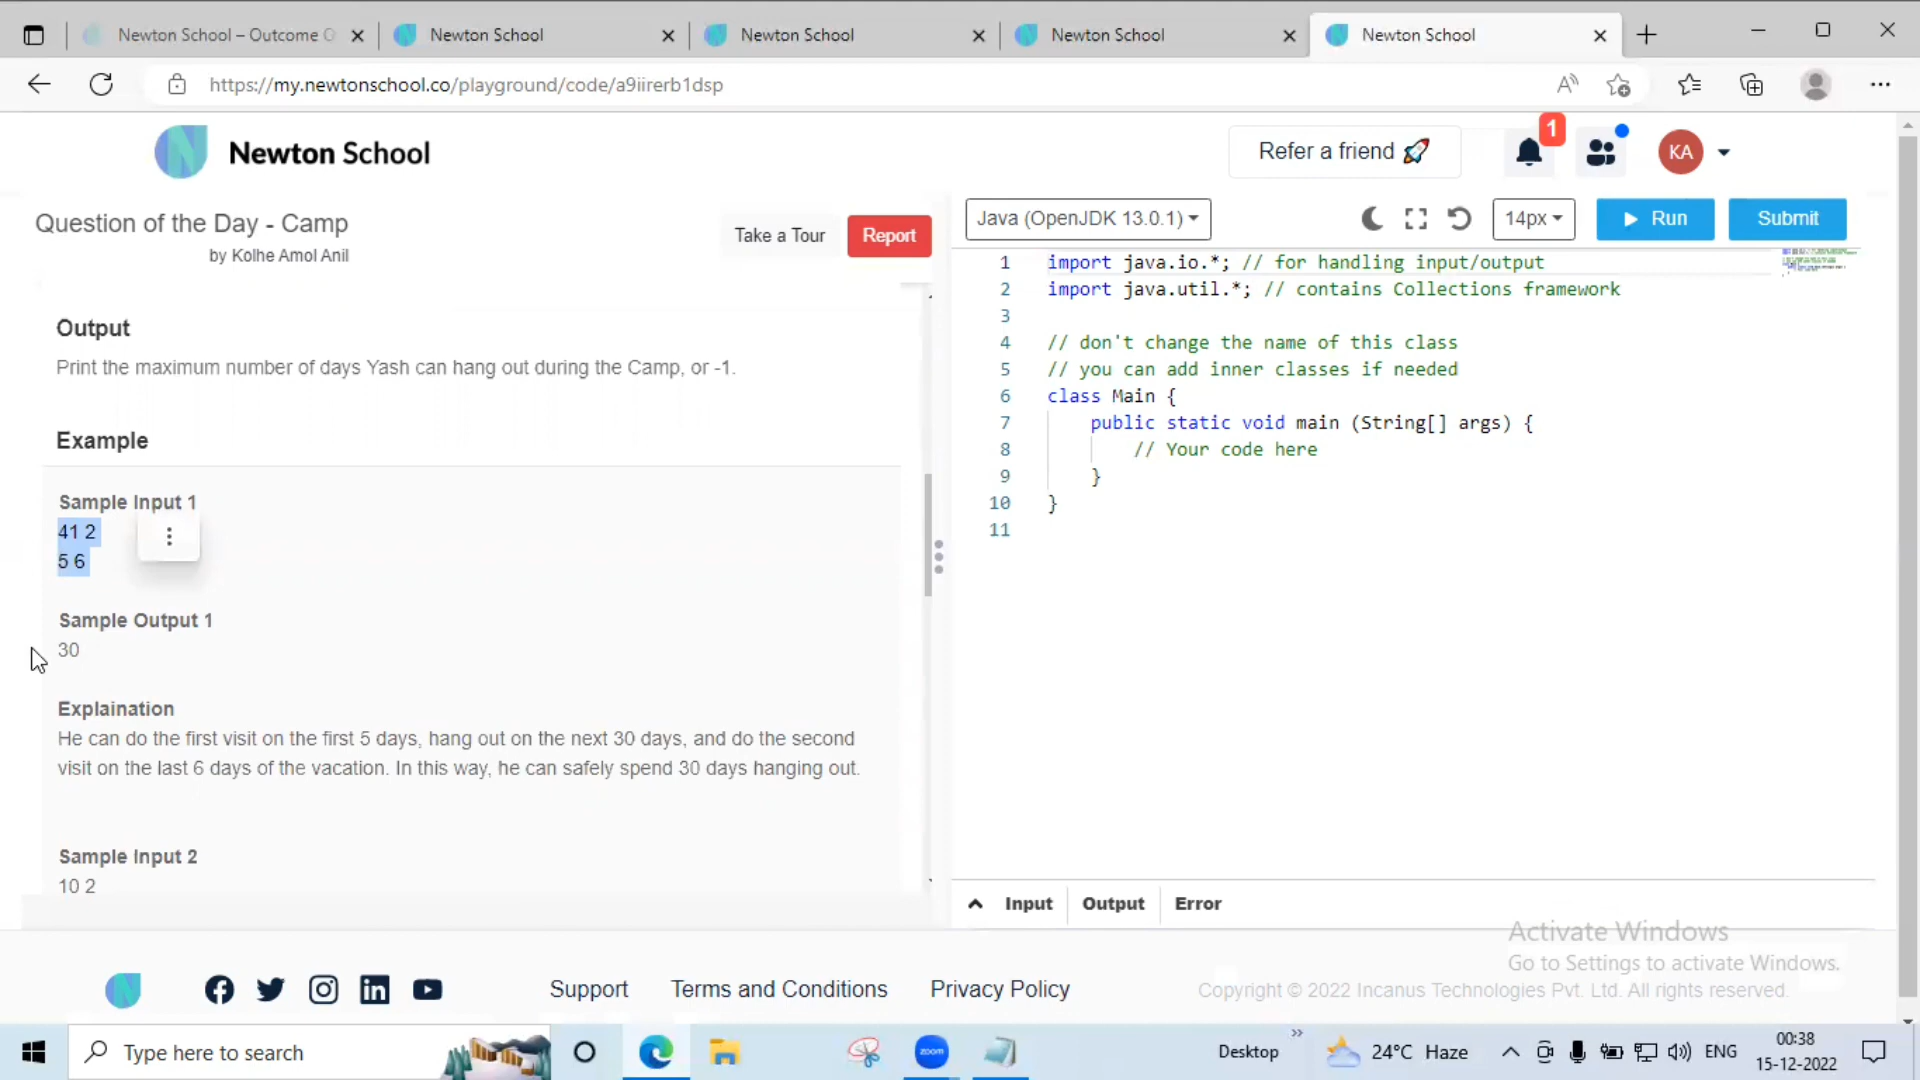 Newton School – Outcome O
Newton School
Newton School
Newton School
Newton School
https://my.newtonschool.co/playground/code/a9iirerb1dsp
Newton School
Refer a friend 🚀
1
KA
Question of the Day - Camp
by Kolhe Amol Anil
Take a Tour
Report
Java (OpenJDK 13.0.1)
14px
Run
Submit
Output
Print the maximum number of days Yash can hang out during the Camp, or -1.
Example
Sample Input 1
41 2
5 6
Sample Output 1
30
Explaination
He can do the first visit on the first 5 days, hang out on the next 30 days, and do the second
visit on the last 6 days of the vacation. In this way, he can safely spend 30 days hanging out.
Sample Input 2
10 2
1 import java.io.*; // for handling input/output
2 import java.util.*; // contains Collections framework
3
4 // don't change the name of this class
5 // you can add inner classes if needed
6 class Main {
7 public static void main (String[] args) {
8 // Your code here
9 }
10 }
11
Input Output Error
Activate Windows
Go to Settings to activate Windows.
Support Terms and Conditions Privacy Policy
Copyright © 2022 Incanus Technologies Pvt. Ltd. All rights reserved.
Type here to search
zoom
Desktop
24°C Haze
ENG
00:38
15-12-2022